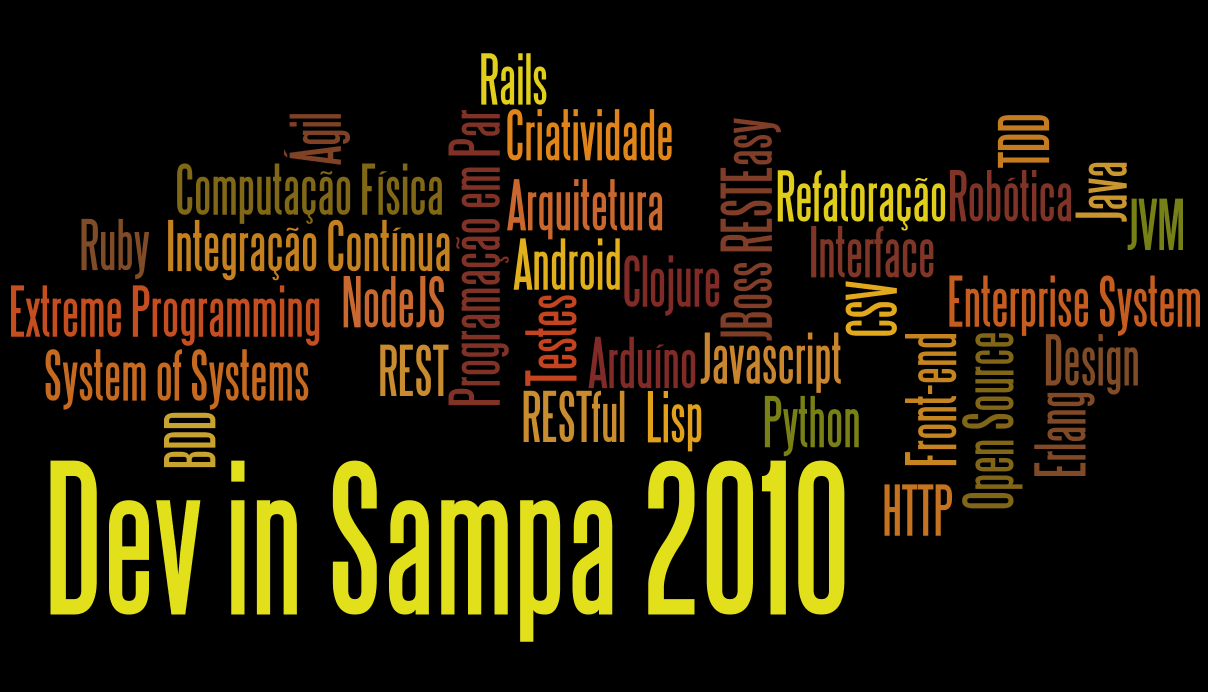 Rails
Ágil
Programação em Par
Criatividade
JBoss RESTEasy
TDD
Computação Física
Arquitetura
Refatoração
Robótica
Java
JVM
Ruby
Integração Contínua
Android
Interface
Clojure
Extreme Programming
NodeJS
Testes
CSV
Enterprise System
System of Systems
REST
Arduíno
Javascript
Front-end
Open Source
Design
BDD
RESTful
Lisp
Python
Erlang
Dev in Sampa 2010
HTTP